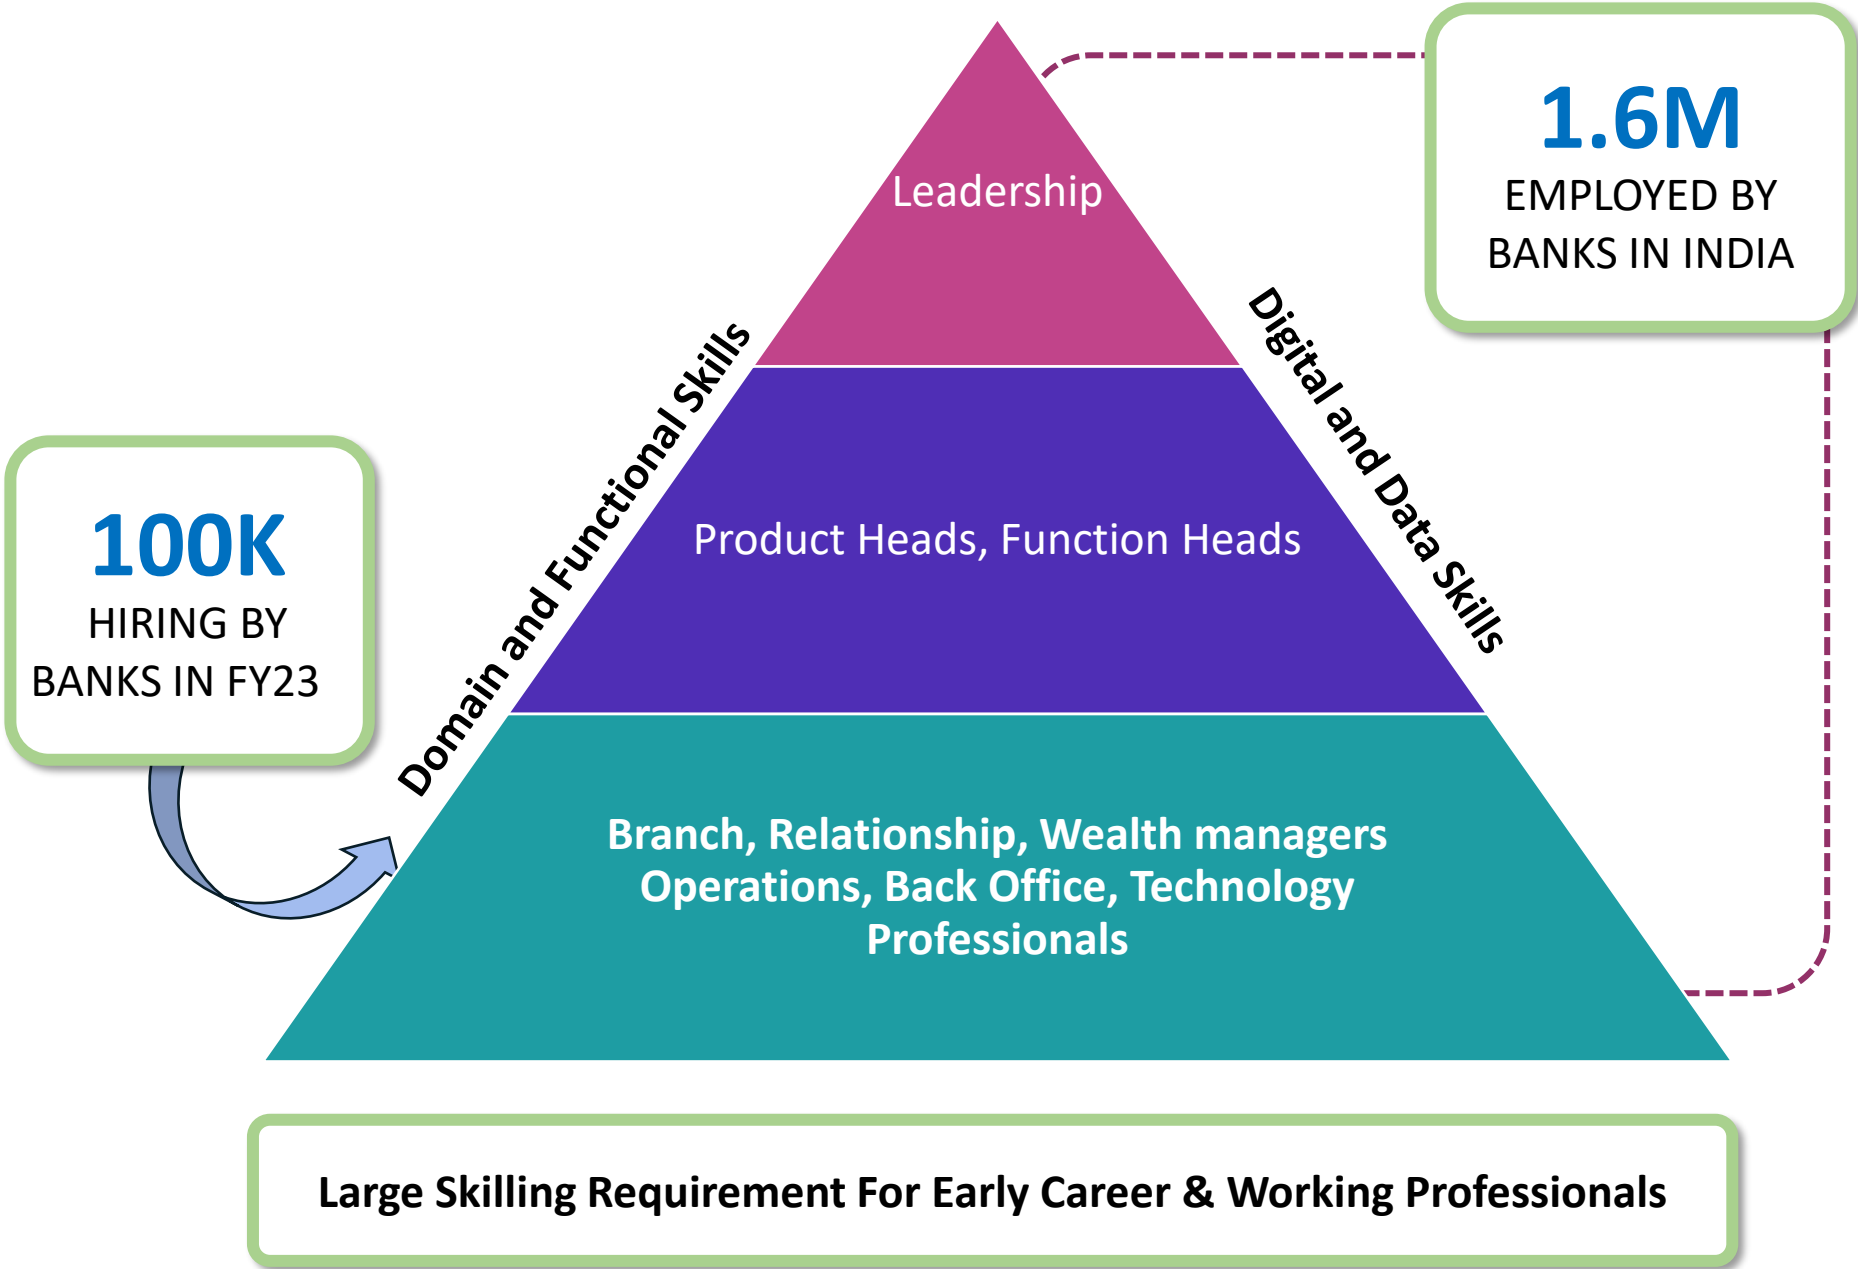 1.6M
EMPLOYED BY
BANKS IN INDIA
Leadership
Domain and Functional Skills
Digital and Data Skills
100K
HIRING BY
BANKS IN FY23
Product Heads, Function Heads
Branch, Relationship, Wealth managers
Operations, Back Office, Technology
Professionals
Large Skilling Requirement For Early Career & Working Professionals